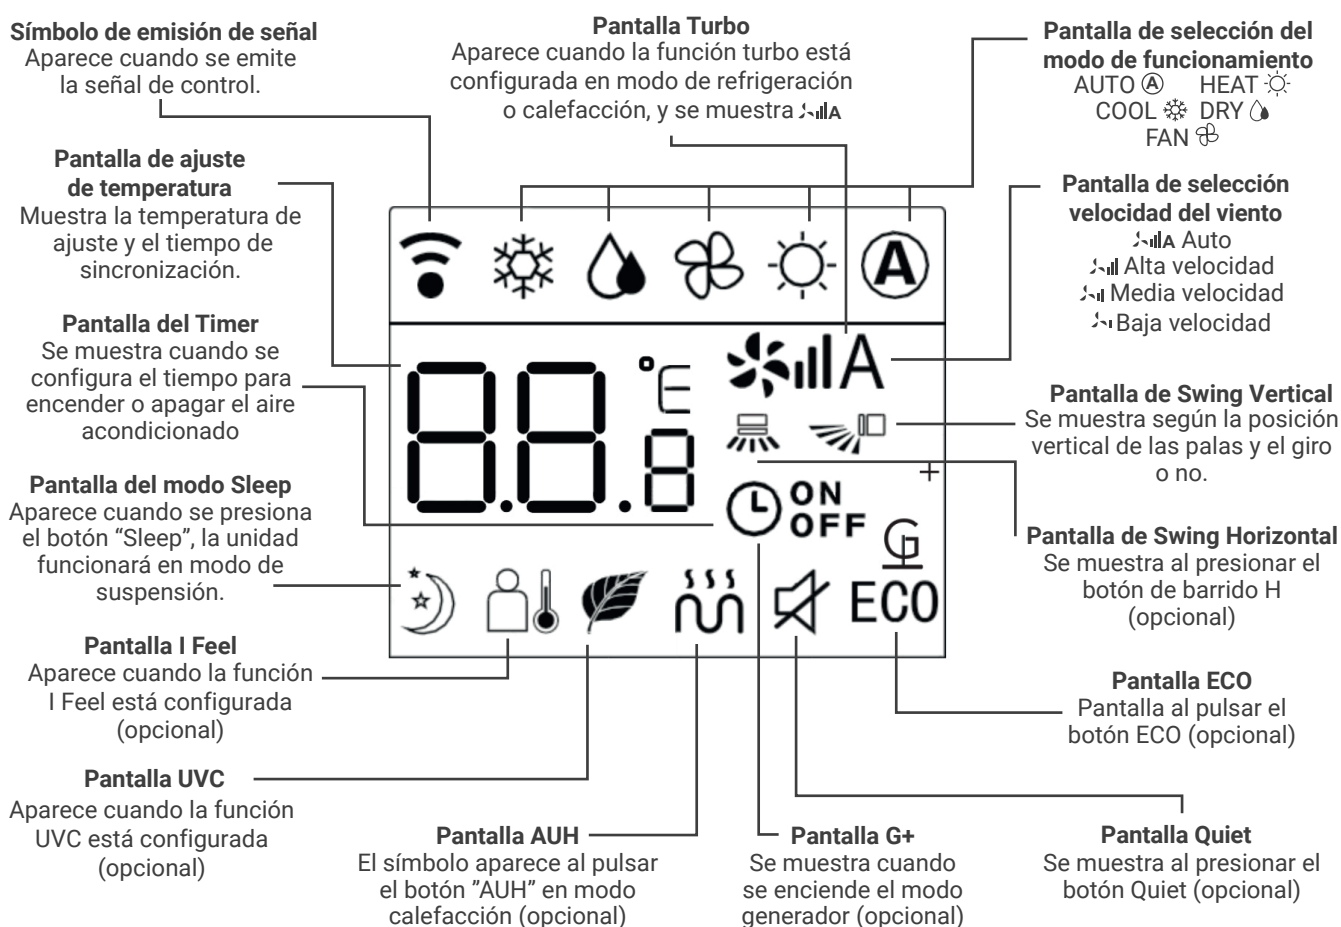 Símbolo de emisión de señal
Aparece cuando se emite
la señal de control.
Pantalla Turbo
Aparece cuando la función turbo está
configurada en modo de refrigeración
o calefacción, y se muestra A
Pantalla de selección del
modo de funcionamiento
AUTO A HEAT
COOL DRY
FAN
Pantalla de ajuste
de temperatura
Muestra la temperatura de
ajuste y el tiempo de
sincronización.
Pantalla de selección
velocidad del viento
A Auto
Alta velocidad
Media velocidad
Baja velocidad
Pantalla del Timer
Se muestra cuando se
configura el tiempo para
encender o apagar el aire
acondicionado
Pantalla de Swing Vertical
Se muestra según la posición
vertical de las palas y el giro
o no.
Pantalla del modo Sleep
Aparece cuando se presiona
el botón “Sleep”, la unidad
funcionará en modo de
suspensión.
Pantalla de Swing Horizontal
Se muestra al presionar el
botón de barrido H
(opcional)
A
88.8 °E
A
+
ON
OFF
G
ECO
Pantalla I Feel
Aparece cuando la función
I Feel está configurada
(opcional)
Pantalla ECO
Pantalla al pulsar el
botón ECO (opcional)
Pantalla UVC
Aparece cuando la función
UVC está configurada
(opcional)
Pantalla AUH
El símbolo aparece al pulsar
el botón ”AUH” en modo
calefacción (opcional)
Pantalla G+
Se muestra cuando
se enciende el modo
generador (opcional)
Pantalla Quiet
Se muestra al presionar el
botón Quiet (opcional)